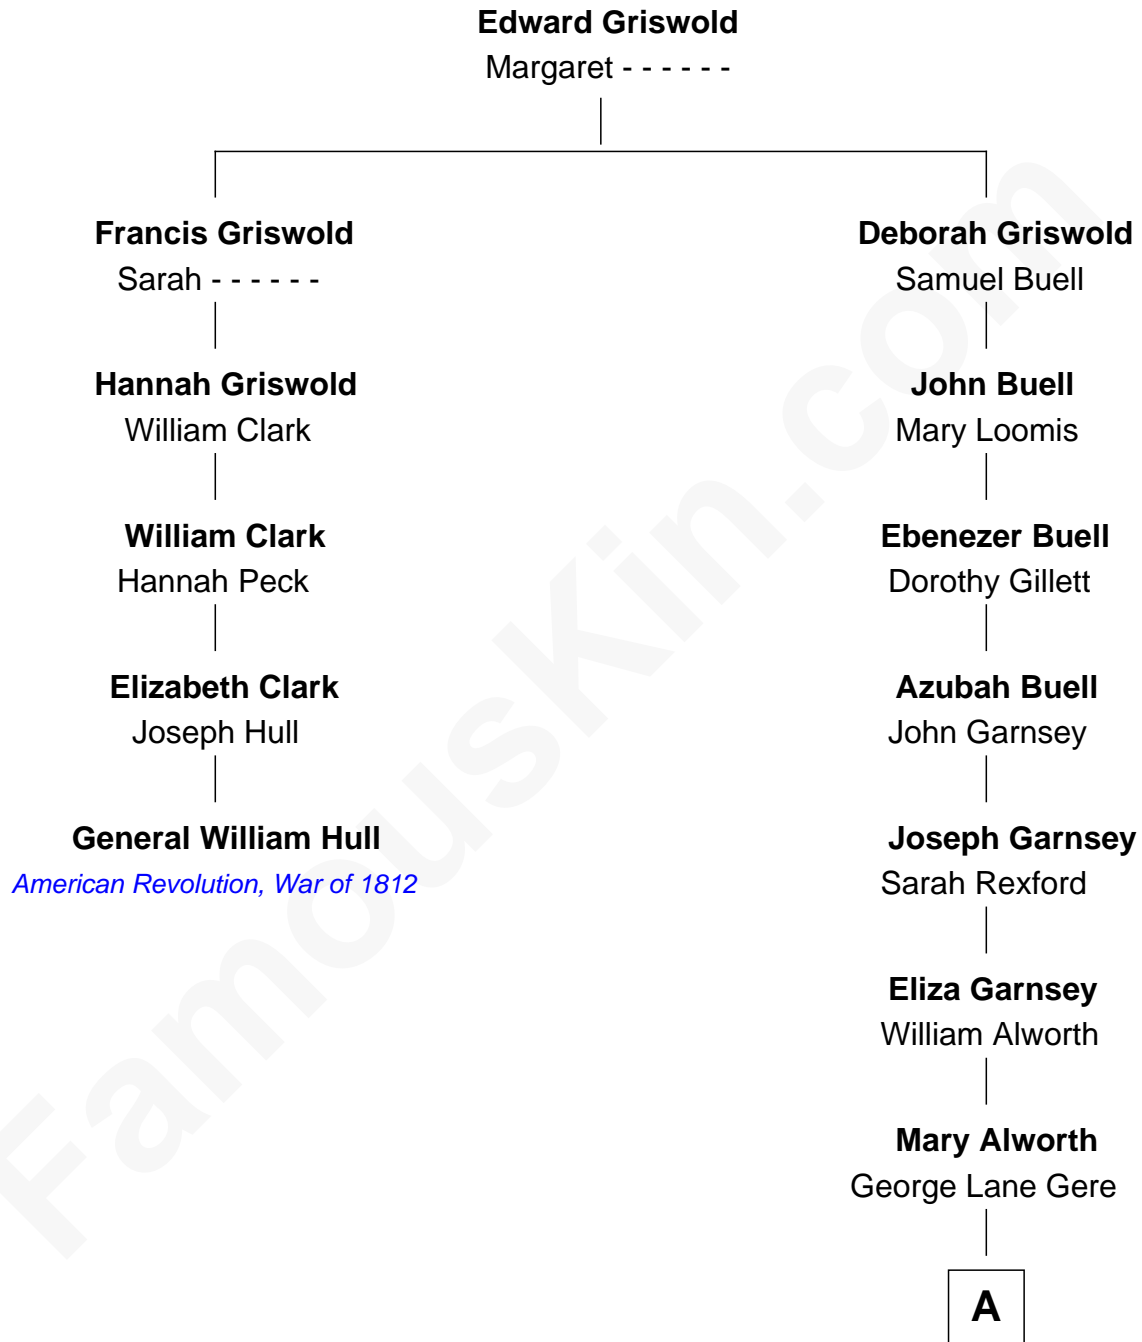 Edward Griswold
Margaret - - - - - -
Francis Griswold
Sarah - - - - - -
Hannah Griswold
William Clark
William Clark
Hannah Peck
Elizabeth Clark
Joseph Hull
General William Hull
American Revolution, War of 1812
Deborah Griswold
Samuel Buell
John Buell
Mary Loomis
Ebenezer Buell
Dorothy Gillett
Azubah Buell
John Garnsey
Joseph Garnsey
Sarah Rexford
Eliza Garnsey
William Alworth
Mary Alworth
George Lane Gere
A
FamousKin.com